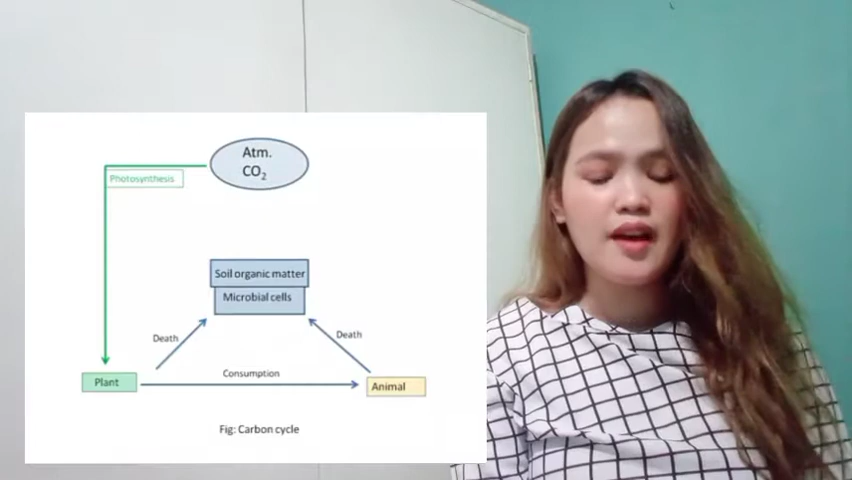 Atm.
CO₂
Photosynthesis
Soil organic matter
Microbial cells
Death
Death
Consumption
Plant
Animal
Fig: Carbon cycle